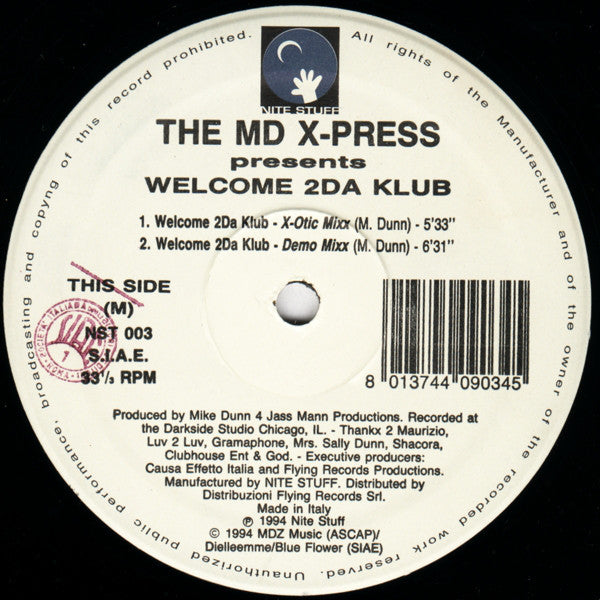 All rights of the Manufacturer and of the owner of the recorded work reserved. Unauthorized public performance, broadcasting and copyng of this record prohibited.
NITE STUFF
THE MD X-PRESS
presents
WELCOME 2DA KLUB
1. Welcome 2Da Klub - X-Otic Mixx (M. Dunn) - 5'33"
2. Welcome 2Da Klub - Demo Mixx (M. Dunn) - 6'31"
THIS SIDE
(M)
NST 003
S.I.A.E.
33 1/3 RPM
8 013744 090345
Produced by Mike Dunn 4 Jass Mann Productions. Recorded at
the Darkside Studio Chicago, IL. - Thankx 2 Maurizio,
Luv 2 Luv, Gramaphone, Mrs. Sally Dunn, Shacora,
Clubhouse Ent & God. - Executive producers:
Causa Effetto Italia and Flying Records Productions.
Manufactured by NITE STUFF. Distributed by
Distribuzioni Flying Records Srl.
Made in Italy
℗ 1994 Nite Stuff
© 1994 MDZ Music (ASCAP)/
Dielleemme/Blue Flower (SIAE)